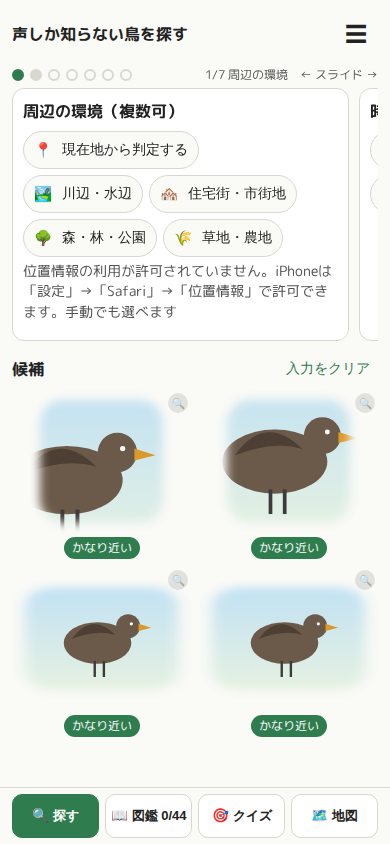 声しか知らない鳥を探す
1/7 周辺の環境 ← スライド →
周辺の環境（複数可）
現在地から判定する
川辺・水辺 住宅街・市街地
森・林・公園 草地・農地
位置情報の利用が許可されていません。iPhoneは
「設定」→「Safari」→「位置情報」で許可でき
ます。手動でも選べます
候補 入力をクリア
かなり近い かなり近い
かなり近い かなり近い
探す 図鑑 0/44 クイズ 地図